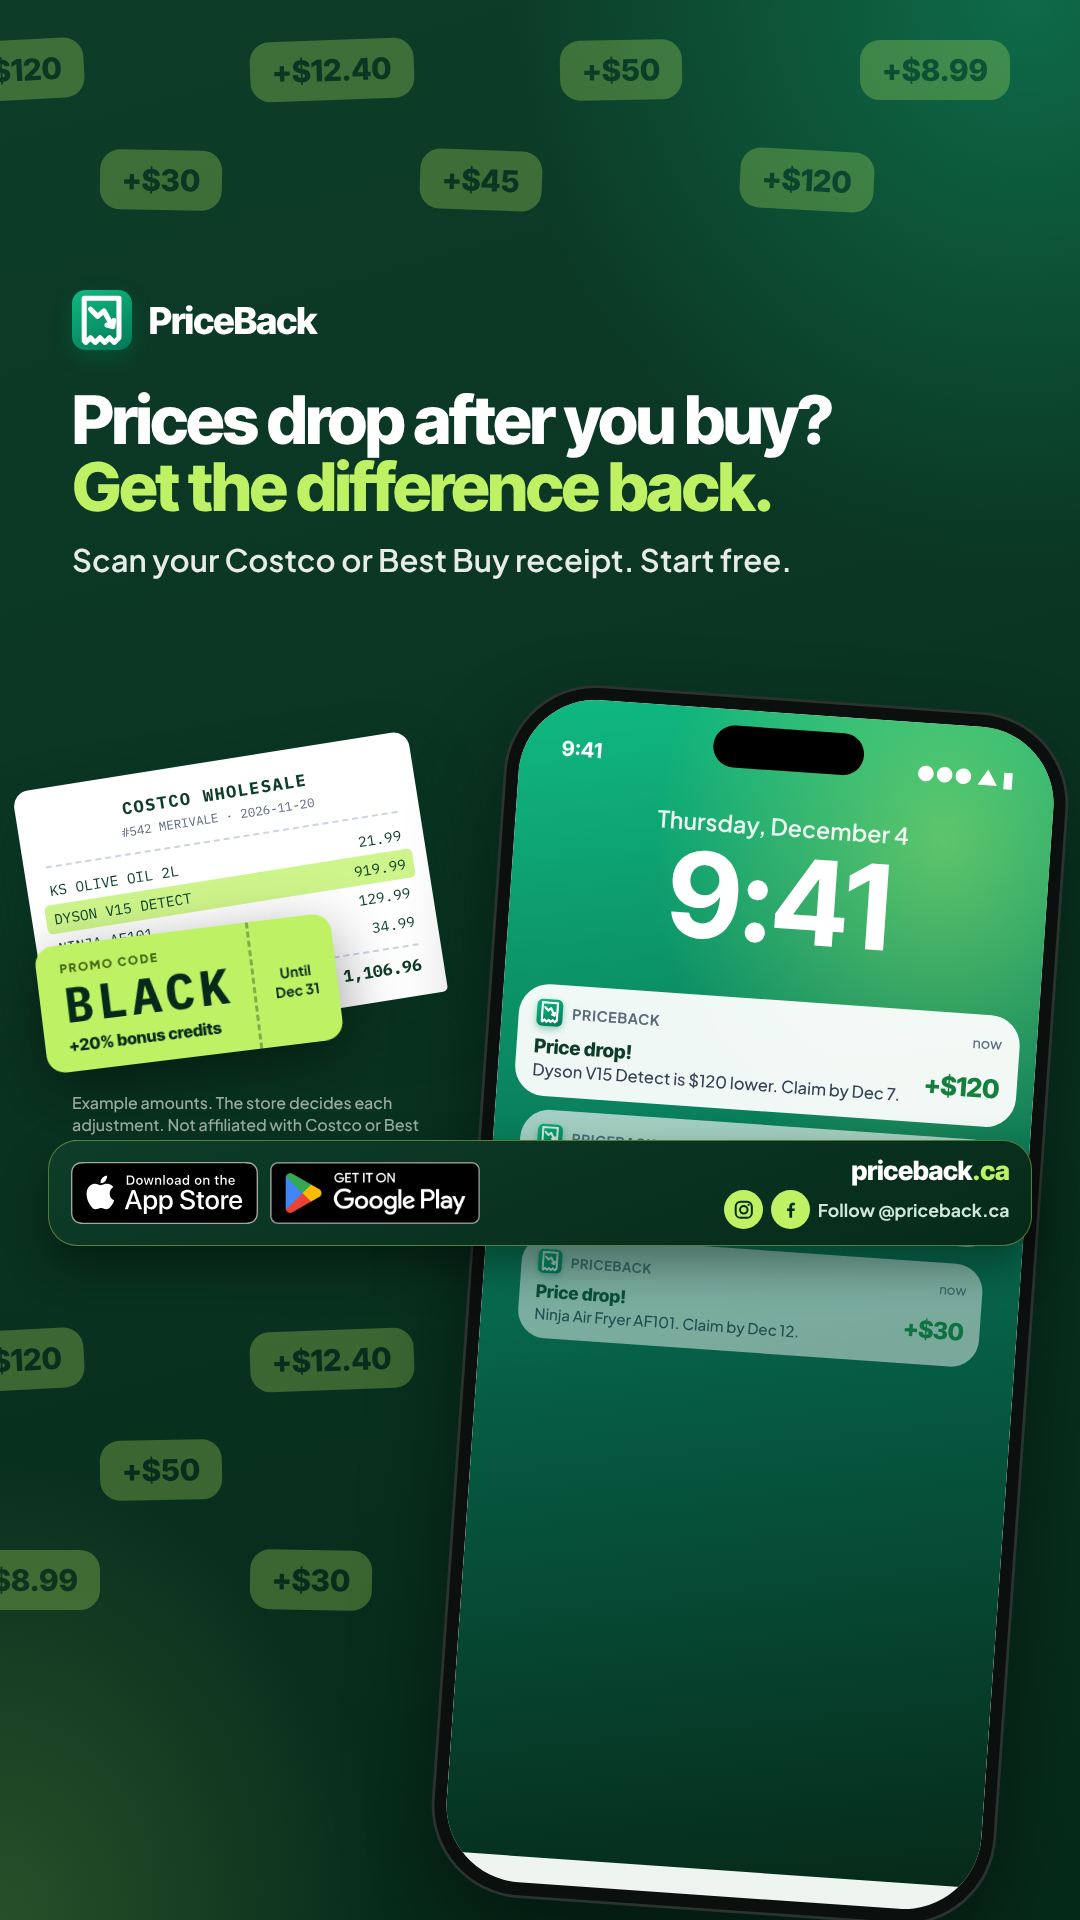 $120
+$12.40
+$50
+$8.99
+$30
+$45
+$120
PriceBack
Prices drop after you buy?
Get the difference back.
Scan your Costco or Best Buy receipt. Start free.
COSTCO WHOLESALE
#542 MERIVALE · 2026-11-20
KS OLIVE OIL 2L 21.99
DYSON V15 DETECT 919.99
NINJA AF101 129.99
34.99
1,106.96
PROMO CODE
BLACK
+20% bonus credits
Until
Dec 31
Example amounts. The store decides each
adjustment. Not affiliated with Costco or Best
9:41
Thursday, December 4
9:41
PRICEBACK
now
Price drop!
Dyson V15 Detect is $120 lower. Claim by Dec 7.
+$120
PRICEBACK
Download on the
App Store
GET IT ON
Google Play
priceback.ca
Follow @priceback.ca
PRICEBACK
now
Price drop!
Ninja Air Fryer AF101. Claim by Dec 12.
+$30
$120
+$12.40
+$50
$8.99
+$30